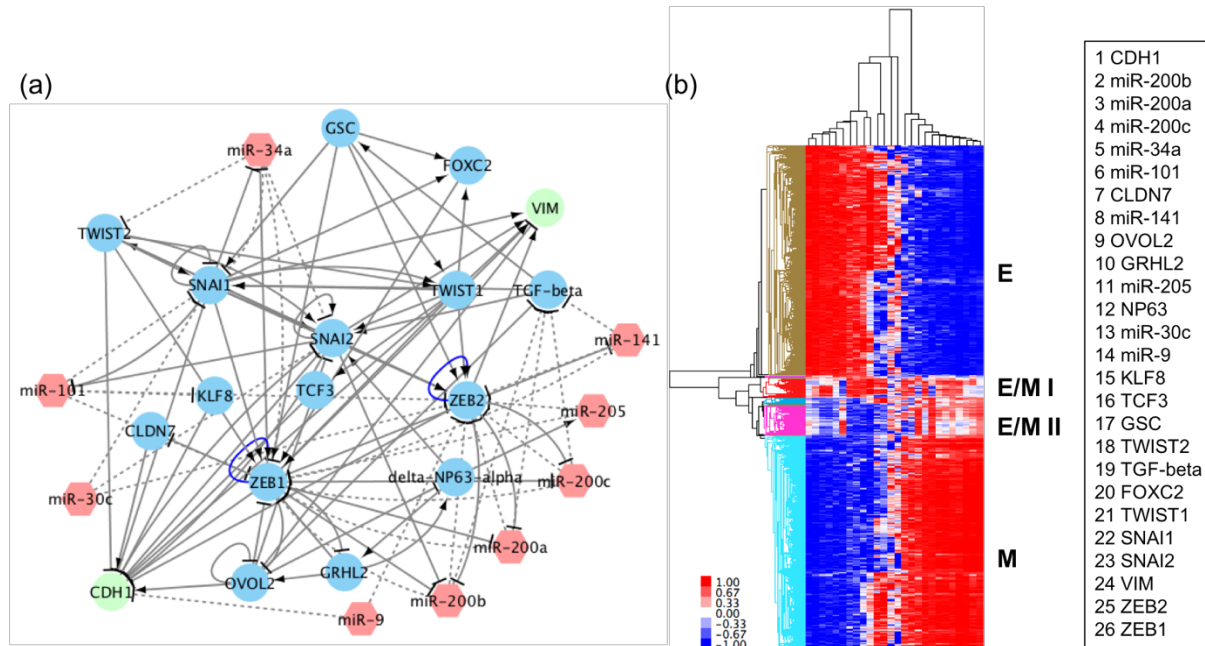 (a)
GSC
miR-34a
FOXC2
VIM
TWIST2
SNAI1
TWIST1
TGF-beta
SNAI2
miR-141
miR-101
KLF8
TCF3
ZEB2
miR-205
CLDN7
ZEB1
delta-NP63-alpha
miR-200c
miR-30c
miR-200a
GRHL2
CDH1
OVOL2
miR-200b
miR-9
(b)
E
E/M I
E/M II
M
1.00
0.67
0.33
0.00
-0.33
-0.67
-1.00
1 CDH1
2 miR-200b
3 miR-200a
4 miR-200c
5 miR-34a
6 miR-101
7 CLDN7
8 miR-141
9 OVOL2
10 GRHL2
11 miR-205
12 NP63
13 miR-30c
14 miR-9
15 KLF8
16 TCF3
17 GSC
18 TWIST2
19 TGF-beta
20 FOXC2
21 TWIST1
22 SNAI1
23 SNAI2
24 VIM
25 ZEB2
26 ZEB1